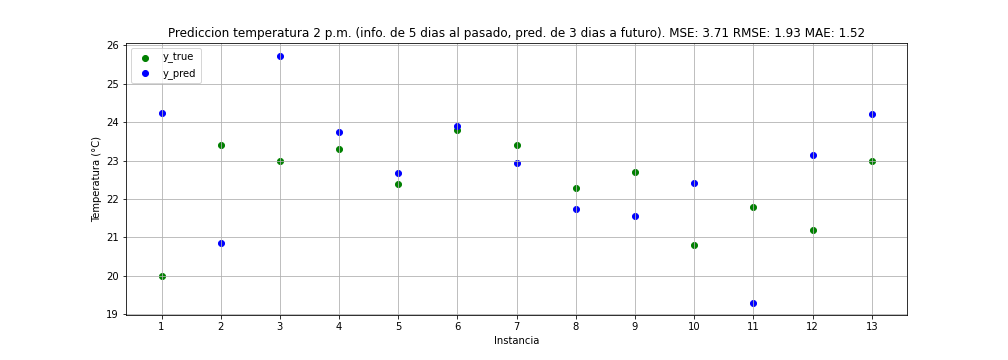 Prediccion temperatura 2 p.m. (info. de 5 dias al pasado, pred. de 3 dias a futuro). MSE: 3.71 RMSE: 1.93 MAE: 1.52
y_true
y_pred
26
25
24
23
22
21
20
19
Temperatura (°C)
1 2 3 4 5 6 7 8 9 10 11 12 13
Instancia